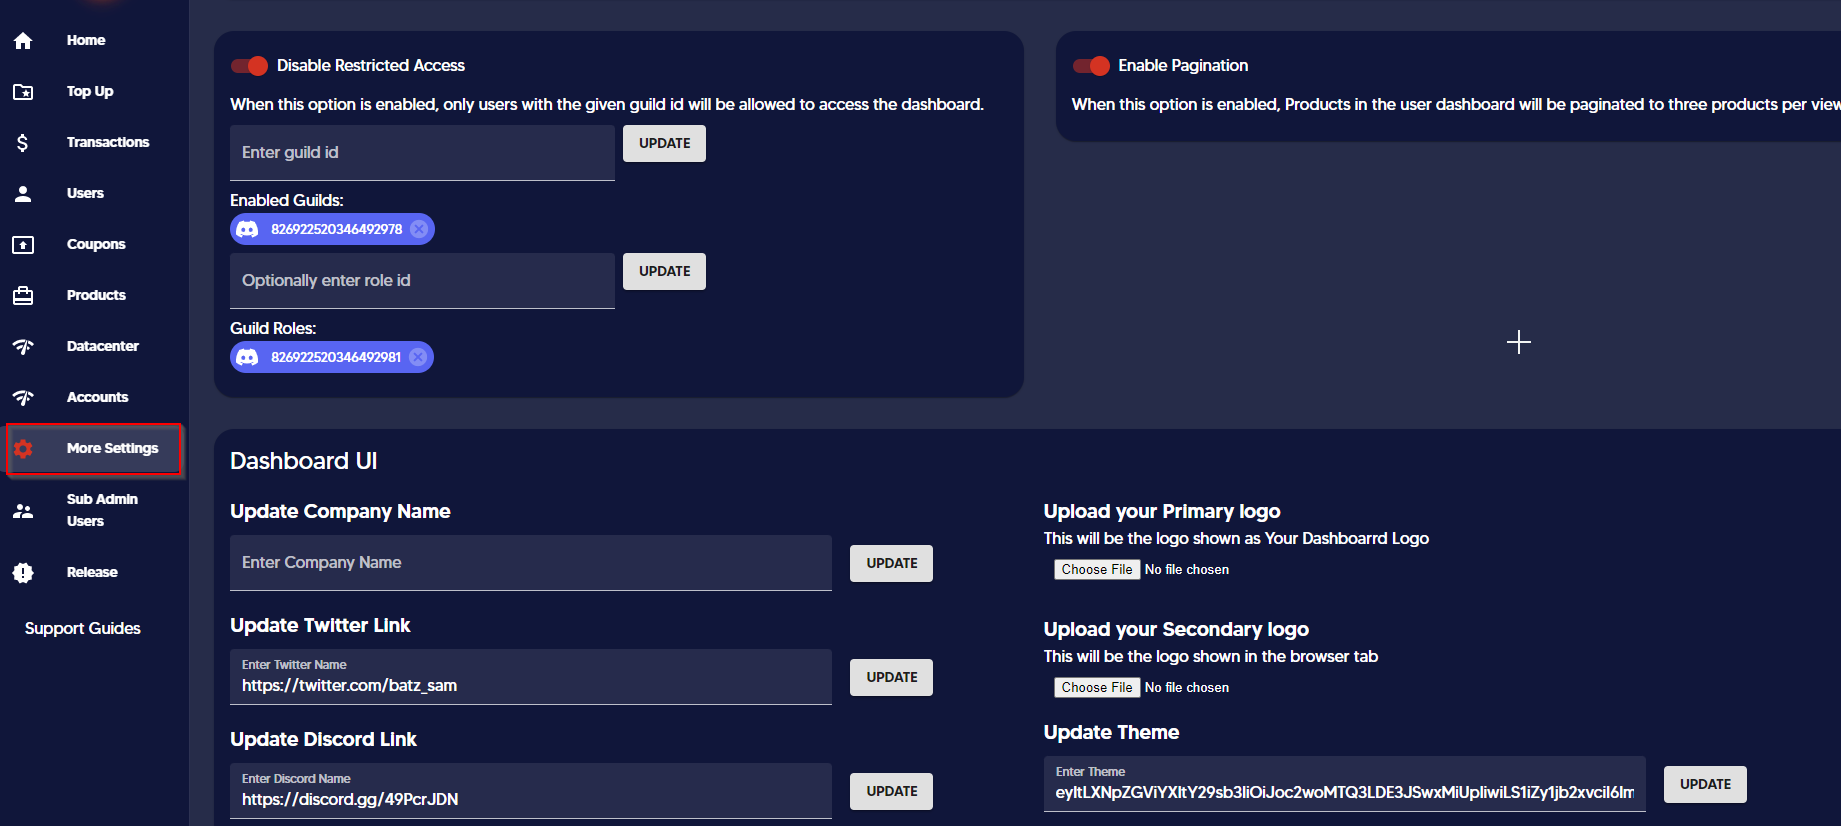 Home
Top Up
Transactions
Users
Coupons
Products
Datacenter
Accounts
More Settings
Sub Admin
Users
Release
Support Guides
Disable Restricted Access
When this option is enabled, only users with the given guild id will be allowed to access the dashboard.
Enter guild id
UPDATE
Enabled Guilds:
826922520346492978
Optionally enter role id
UPDATE
Guild Roles:
826922520346492981
Enable Pagination
When this option is enabled, Products in the user dashboard will be paginated to three products per view
Dashboard UI
Update Company Name
Enter Company Name
UPDATE
Update Twitter Link
Enter Twitter Name
https://twitter.com/batz_sam
UPDATE
Update Discord Link
Enter Discord Name
https://discord.gg/49PcrJDN
UPDATE
Upload your Primary logo
This will be the logo shown as Your Dashboarrd Logo
Choose File No file chosen
Upload your Secondary logo
This will be the logo shown in the browser tab
Choose File No file chosen
Update Theme
Enter Theme
UPDATE